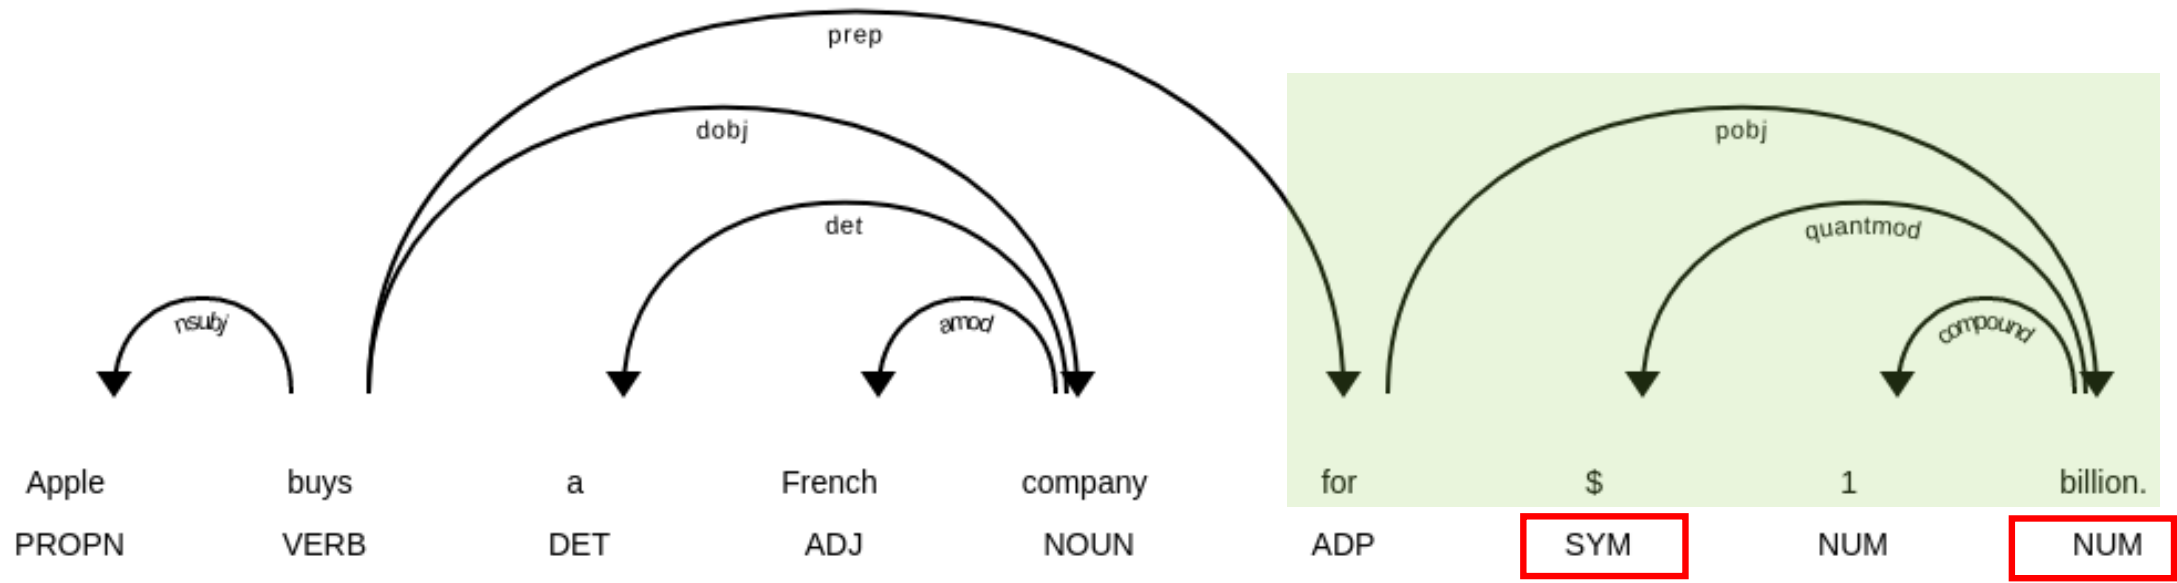 prep
dobj
pobj
det
quantmod
nsubj
amod
compound
Apple buys a French company for $ 1 billion.
PROPN VERB DET ADJ NOUN ADP SYM NUM NUM